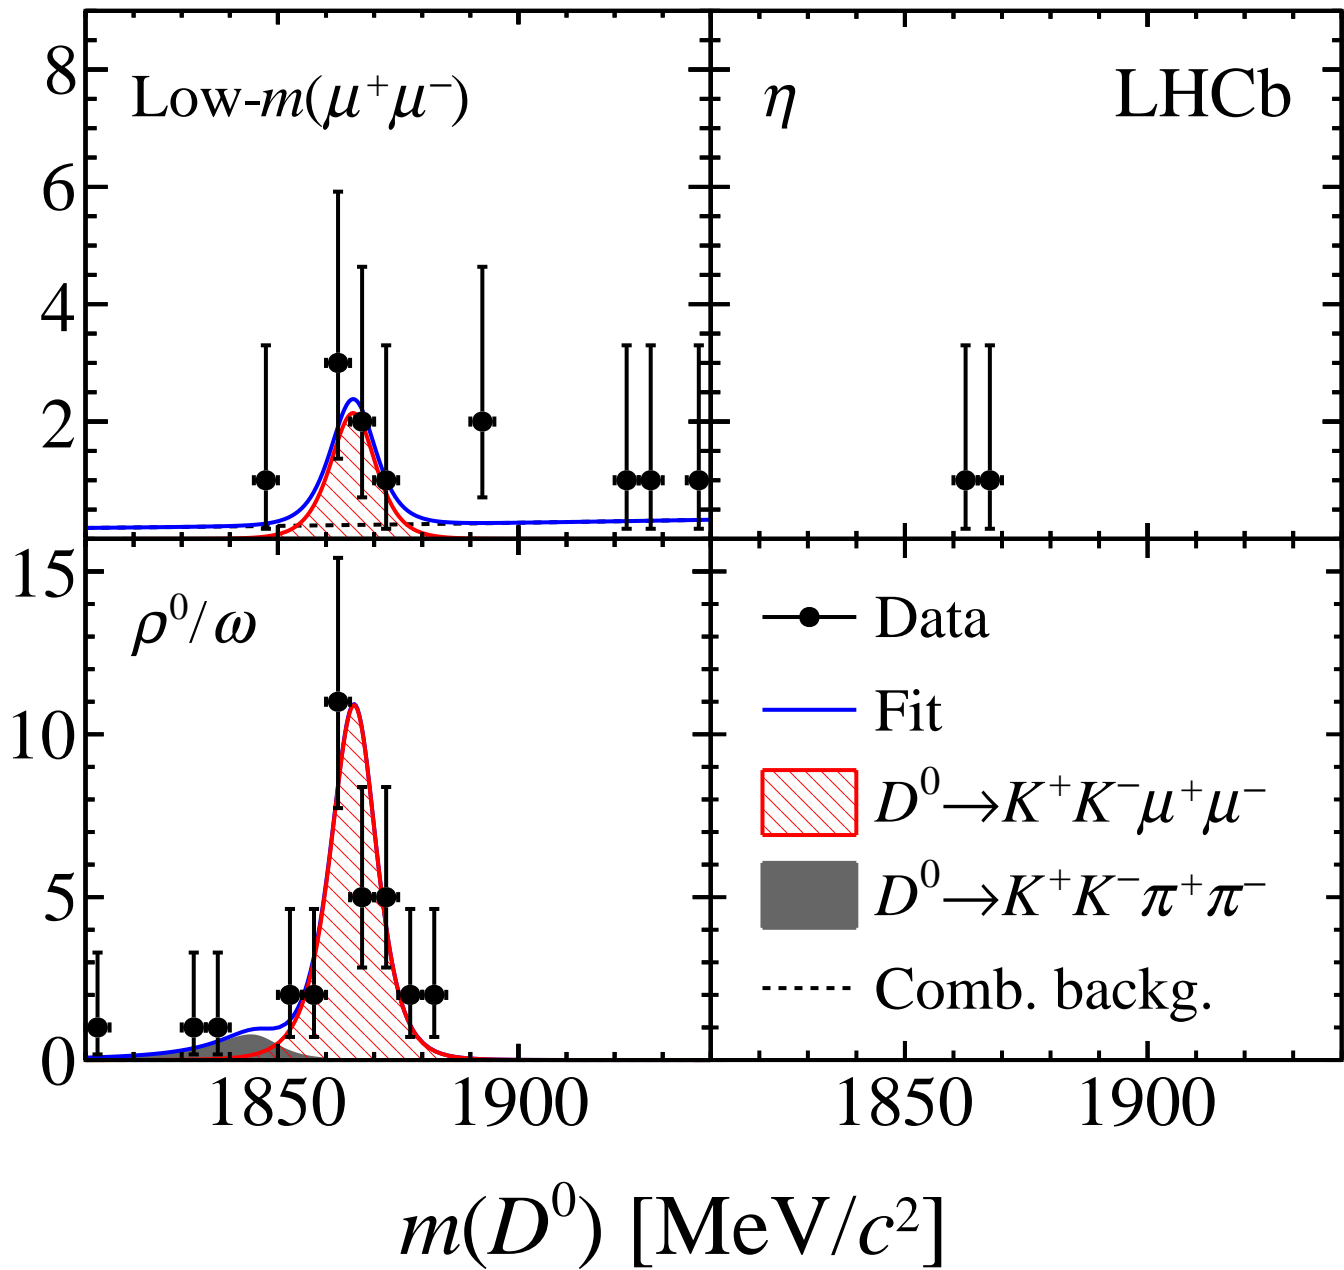 8
6
4
2
Low-m(μ⁺μ⁻)
η
LHCb
15
10
5
0
ρ⁰/ω
Data
Fit
D⁰→K⁺K⁻μ⁺μ⁻
D⁰→K⁺K⁻π⁺π⁻
Comb. backg.
1850 1900 1850 1900
m(D⁰) [MeV/c²]